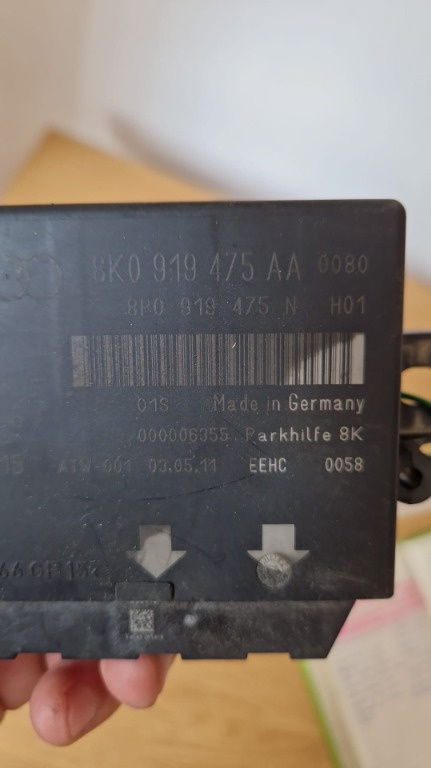 8K0 919 475 AA 0080
8P0 919 475 N H01
01S Made in Germany
000006355 Parkhilfe 8K
ATW-001 03.05.11 EEHC 0058